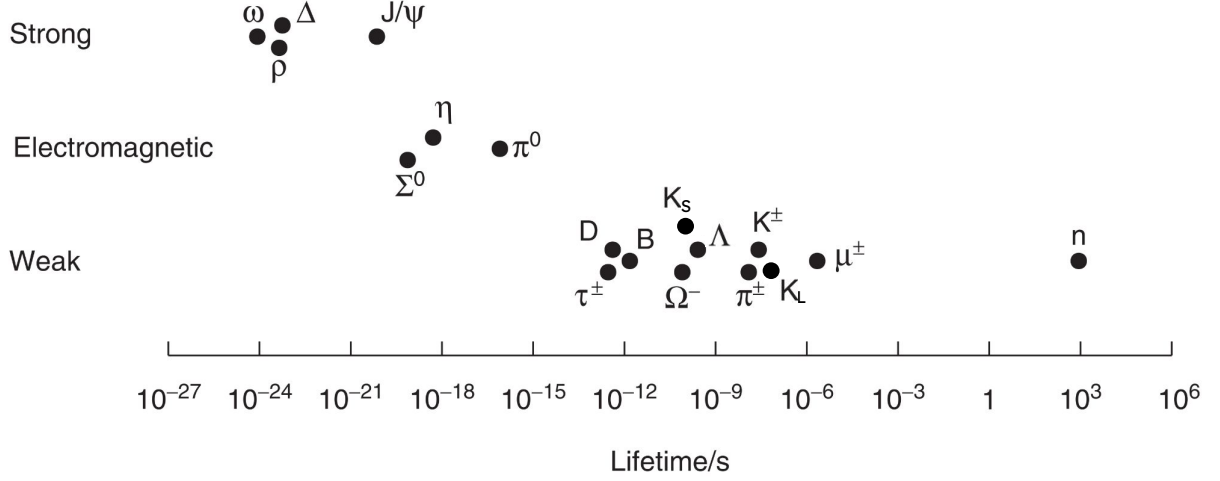 ω Δ J/ψ
Strong
ρ
η
Electromagnetic π⁰
Σ⁰
K_S K^±
D B Λ n
Weak μ^±
τ^± Ω⁻ π^± K_L
10⁻²⁷ 10⁻²⁴ 10⁻²¹ 10⁻¹⁸ 10⁻¹⁵ 10⁻¹² 10⁻⁹ 10⁻⁶ 10⁻³ 1 10³ 10⁶
Lifetime/s